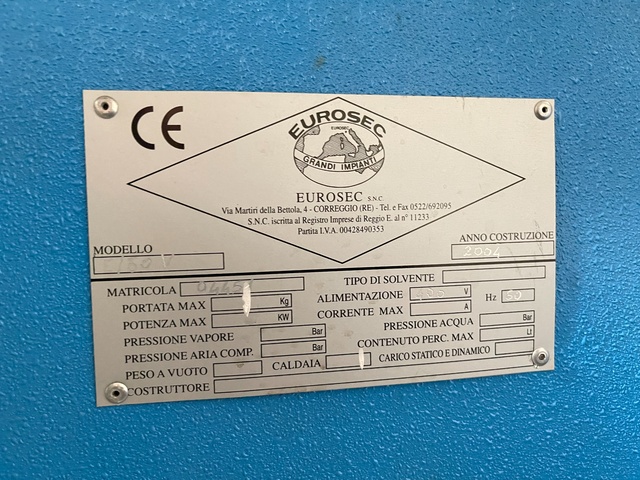 CE
EUROSEC
EUROSEC
GRANDI IMPIANTI
EUROSEC S.N.C.
Via Martiri della Bettola, 4 - CORREGGIO (RE) - Tel. e Fax 0522/692095
S.N.C. iscritta al Registro Imprese di Reggio E. al n° 11233
Partita I.V.A. 00428490353
MODELLO
ANNO COSTRUZIONE
MATRICOLA
TIPO DI SOLVENTE
PORTATA MAX Kg
ALIMENTAZIONE V Hz 50
POTENZA MAX KW
CORRENTE MAX A
PRESSIONE VAPORE Bar
PRESSIONE ACQUA Bar
PRESSIONE ARIA COMP. Bar
CONTENUTO PERC. MAX Lt
PESO A VUOTO CALDAIA CARICO STATICO E DINAMICO
COSTRUTTORE